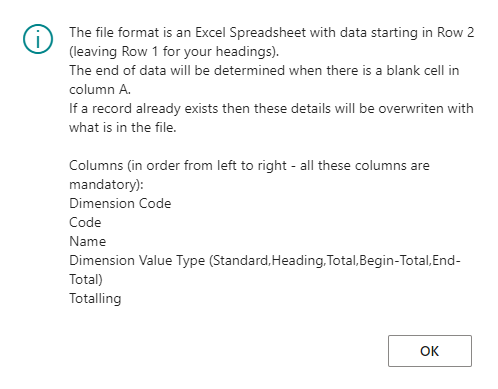 The file format is an Excel Spreadsheet with data starting in Row 2
(leaving Row 1 for your headings).
The end of data will be determined when there is a blank cell in
column A.
If a record already exists then these details will be overwriten with
what is in the file.
Columns (in order from left to right - all these columns are
mandatory):
Dimension Code
Code
Name
Dimension Value Type (Standard,Heading,Total,Begin-Total,End-
Total)
Totalling
OK